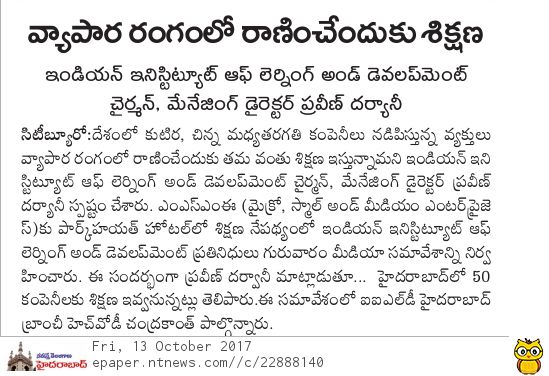 వ్యాపార రంగంలో రాణించేందుకు శిక్షణ
ఇండియన్ ఇనిస్టిట్యూట్ ఆఫ్ లెర్నింగ్ అండ్ డెవలప్‌మెంట్
చైర్మన్, మేనేజింగ్ డైరెక్టర్ ప్రవీణ్ దర్యానీ
సిటీబ్యూరో:దేశంలో కుటీర, చిన్న మధ్యతరగతి కంపెనీలు నడిపిస్తున్న వ్యక్తులు
వ్యాపార రంగంలో రాణించేందుకు తమ వంతు శిక్షణ ఇస్తున్నామని ఇండియన్ ఇని
స్టిట్యూట్ ఆఫ్ లెర్నింగ్ అండ్ డెవలప్‌మెంట్ చైర్మన్, మేనేజింగ్ డైరెక్టర్ ప్రవీణ్
దర్యానీ స్పష్టం చేశారు. ఎంఎస్ఎంఈ (మైక్రో, స్మాల్ అండ్ మీడియం ఎంటర్‌ప్రైజె
స్)కు పార్క్‌హయత్ హోటల్‌లో శిక్షణ నేపథ్యంలో ఇండియన్ ఇనిస్టిట్యూట్ ఆఫ్
లెర్నింగ్ అండ్ డెవలప్‌మెంట్ ప్రతినిధులు గురువారం మీడియా సమావేశాన్ని నిర్వ
హించారు. ఈ సందర్భంగా ప్రవీణ్ దర్వానీ మాట్లాడుతూ... హైదరాబాద్‌లో 50
కంపెనీలకు శిక్షణ ఇవ్వనున్నట్లు తెలిపారు.ఈ సమావేశంలో ఐఐఎల్‌డీ హైదరాబాద్
బ్రాంచీ హెచ్‌వోడీ చంద్రకాంత్ పాల్గొన్నారు.
నమస్తే తెలంగాణ
హైదరాబాద్
Fri, 13 October 2017
epaper.ntnews.com//c/22888140